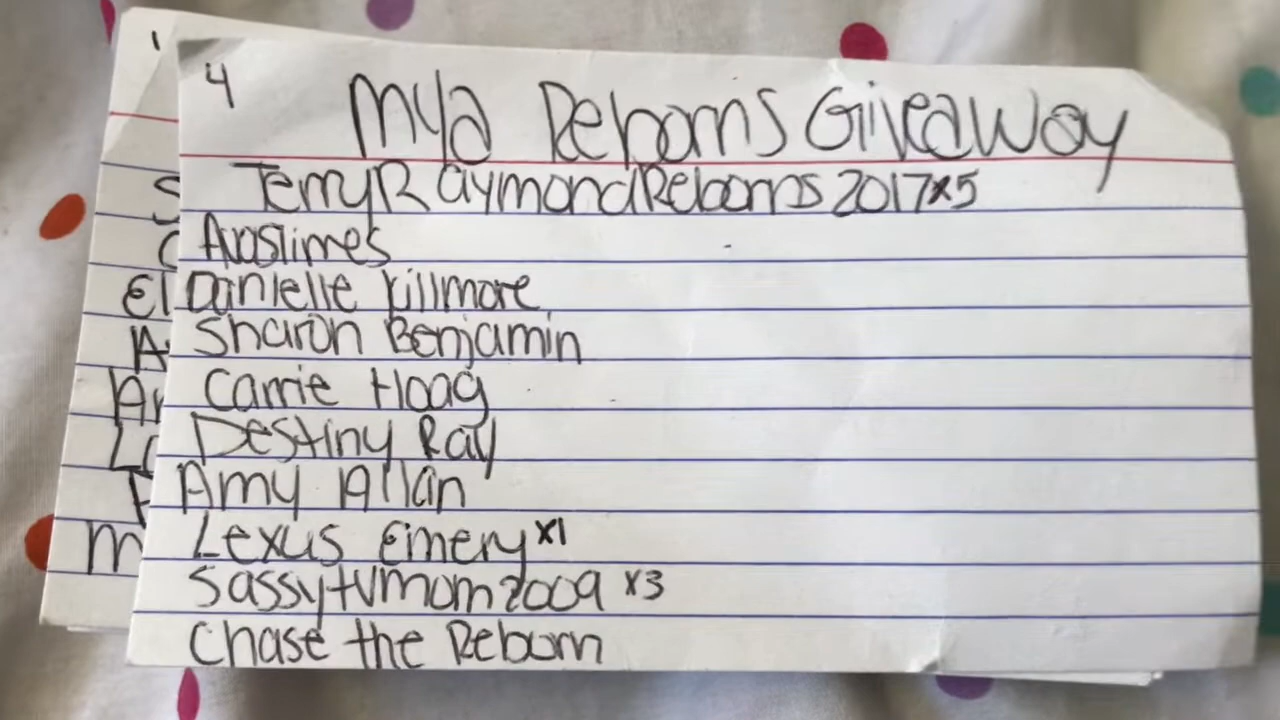 4
Mya Reborns Giveaway
TerryRaymondReborns2017x5
Avastimes
Danielle Killmore
Sharon Benjamin
Carrie Hoag
Destiny Ray
Amy Allan
Lexus Emery x1
Sassytvmom2009 x3
Chase the Reborn